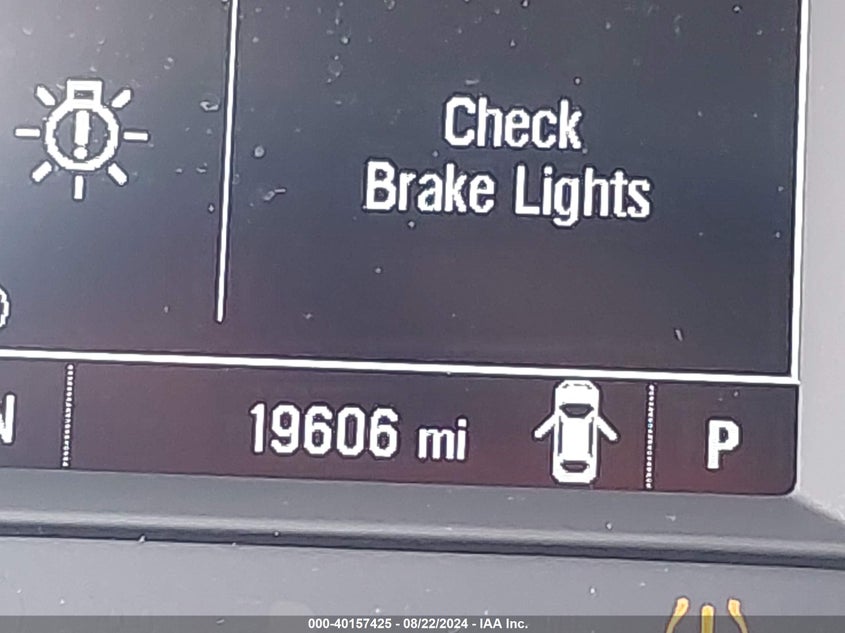 Check
Brake Lights
19606 mi
P
000-40157425 - 08/22/2024 - IAA Inc.